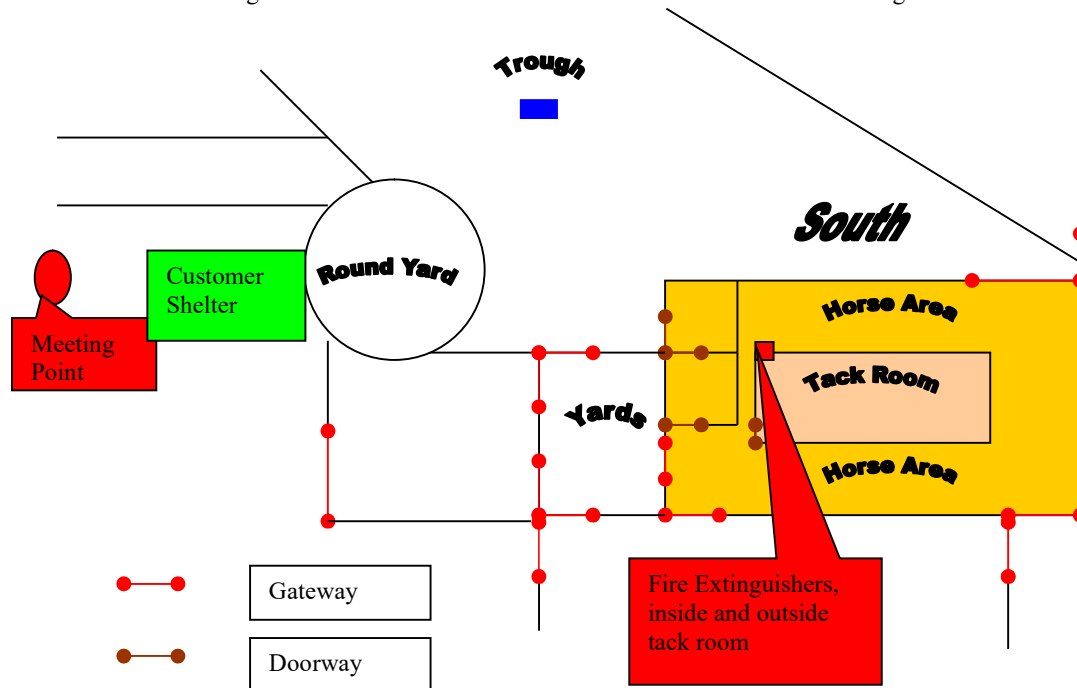 Trough
South
Round Yard
Customer
Shelter
Meeting
Point
Horse Area
Tack Room
Yards
Horse Area
Gateway
Doorway
Fire Extinguishers,
inside and outside
tack room